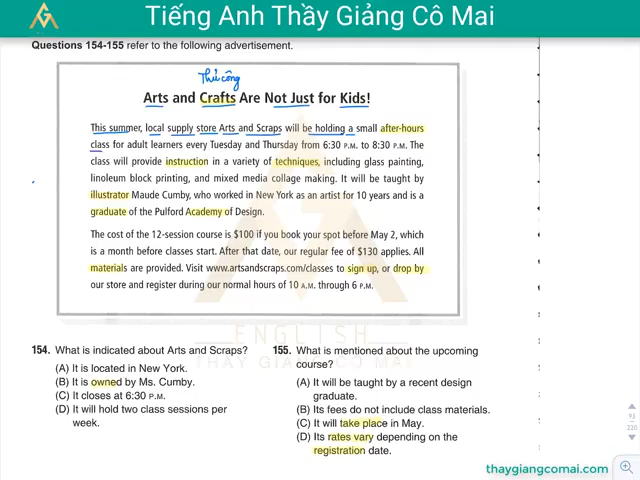 Tiếng Anh Thầy Giảng Cô Mai
Questions 154-155 refer to the following advertisement.
Thủ công
Arts and Crafts Are Not Just for Kids!
This summer, local supply store Arts and Scraps will be holding a small after-hours
class for adult learners every Tuesday and Thursday from 6:30 P.M. to 8:30 P.M. The
class will provide instruction in a variety of techniques, including glass painting,
linoleum block printing, and mixed media collage making. It will be taught by
illustrator Maude Cumby, who worked in New York as an artist for 10 years and is a
graduate of the Pulford Academy of Design.
The cost of the 12-session course is $100 if you book your spot before May 2, which
is a month before classes start. After that date, our regular fee of $130 applies. All
materials are provided. Visit www.artsandscraps.com/classes to sign up, or drop by
our store and register during our normal hours of 10 A.M. through 6 P.M.
ENGLISH
THẦY GIẢNG CÔ MAI
154. What is indicated about Arts and Scraps?
(A) It is located in New York.
(B) It is owned by Ms. Cumby.
(C) It closes at 6:30 P.M.
(D) It will hold two class sessions per
week.
155. What is mentioned about the upcoming
course?
(A) It will be taught by a recent design
graduate.
(B) Its fees do not include class materials.
(C) It will take place in May.
(D) Its rates vary depending on the
registration date.
93
220
thaygiangcomai.com